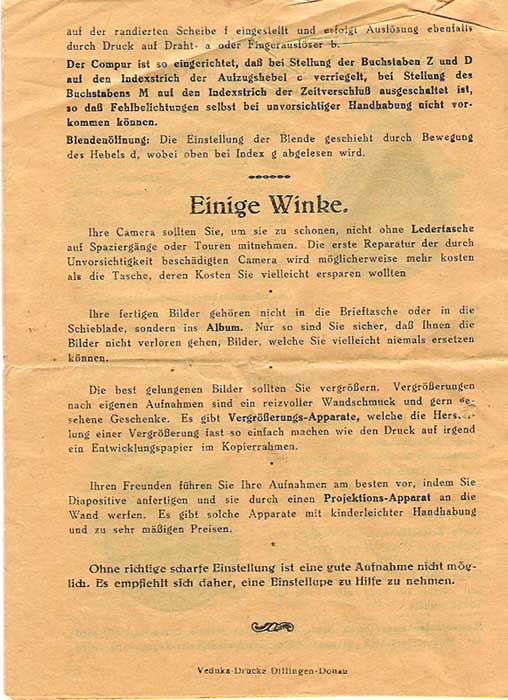 auf der randierten Scheibe f eingestellt und erfolgt Auslösung ebenfalls
durch Druck auf Draht- a oder Fingerauslöser b.
Der Compur ist so eingerichtet, daß bei Stellung der Buchstaben Z und D
auf den Indexstrich der Aufzugshebel c verriegelt, bei Stellung des
Buchstabens M auf den Indexstrich der Zeitverschluß ausgeschaltet ist,
so daß Fehlbelichtungen selbst bei unvorsichtiger Handhabung nicht vor-
kommen können.
Blendenöffnung: Die Einstellung der Blende geschieht durch Bewegung
des Hebels d, wobei oben bei Index g abgelesen wird.
Einige Winke.
Ihre Camera sollten Sie, um sie zu schonen, nicht ohne Ledertasche
auf Spaziergänge oder Touren mitnehmen. Die erste Reparatur der durch
Unvorsichtigkeit beschädigten Camera wird möglicherweise mehr kosten
als die Tasche, deren Kosten Sie vielleicht ersparen wollten
Ihre fertigen Bilder gehören nicht in die Brieftasche oder in die
Schieblade, sondern ins Album. Nur so sind Sie sicher, daß Ihnen die
Bilder nicht verloren gehen, Bilder, welche Sie vielleicht niemals ersetzen
können.
Die best gelungenen Bilder sollten Sie vergrößern. Vergrößerungen
nach eigenen Aufnahmen sind ein reizvoller Wandschmuck und gern ge-
sehene Geschenke. Es gibt Vergrößerungs-Apparate, welche die
lung einer Vergrößerung fast so einfach machen wie den Druck auf irgend
ein Entwicklungspapier im Kopierrahmen.
Ihren Freunden führen Sie Ihre Aufnahmen am besten vor, indem Sie
Diapositive anfertigen und sie durch einen Projektions-Apparat an die
Wand werfen. Es gibt solche Apparate mit kinderleichter Handhabung
und zu sehr mäßigen Preisen.
Ohne richtige scharfe Einstellung ist eine gute Aufnahme nicht mög-
lich. Es empfiehlt sich daher, eine Einstellupe zu Hilfe zu nehmen.
Veduka-Drucke Dillingen-Donau